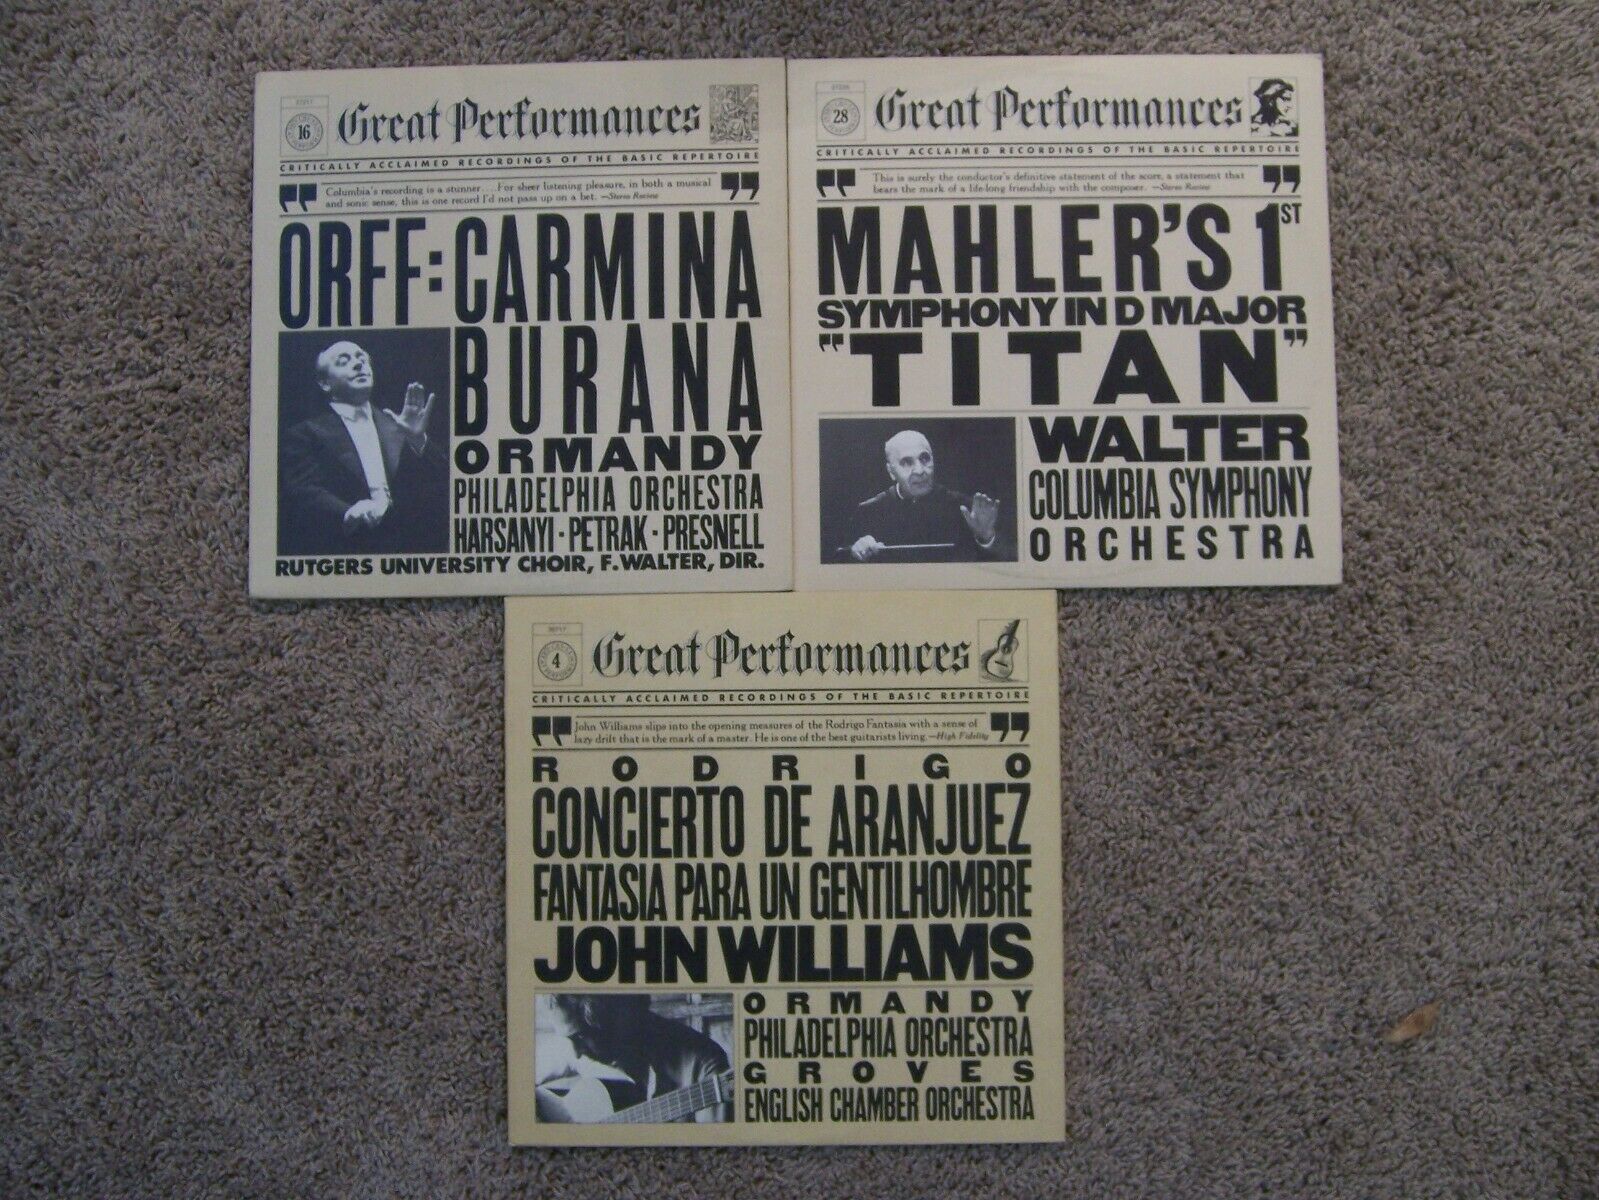 16
Great Performances
CRITICALLY ACCLAIMED RECORDINGS OF THE BASIC REPERTOIRE
Columbia's recording is a stunner....For sheer listening pleasure, in both a musical
and sonic sense, this is one record I'd not pass up on a bet. —Stereo Review
ORFF: CARMINA
BURANA
ORMANDY
PHILADELPHIA ORCHESTRA
HARSANYI · PETRAK · PRESNELL
RUTGERS UNIVERSITY CHOIR, F. WALTER, DIR.
28
Great Performances
CRITICALLY ACCLAIMED RECORDINGS OF THE BASIC REPERTOIRE
This is surely the conductor's definitive statement of the score, a statement that
bears the mark of a life-long friendship with the composer. —Stereo Review
MAHLER'S 1ST
SYMPHONY IN D MAJOR
"TITAN"
WALTER
COLUMBIA SYMPHONY
ORCHESTRA
4
Great Performances
CRITICALLY ACCLAIMED RECORDINGS OF THE BASIC REPERTOIRE
John Williams slips into the opening measures of the Rodrigo Fantasia with a sense of
lazy drift that is the mark of a master. He is one of the best guitarists living. —High Fidelity
RODRIGO
CONCIERTO DE ARANJUEZ
FANTASIA PARA UN GENTILHOMBRE
JOHN WILLIAMS
ORMANDY
PHILADELPHIA ORCHESTRA
GROVES
ENGLISH CHAMBER ORCHESTRA